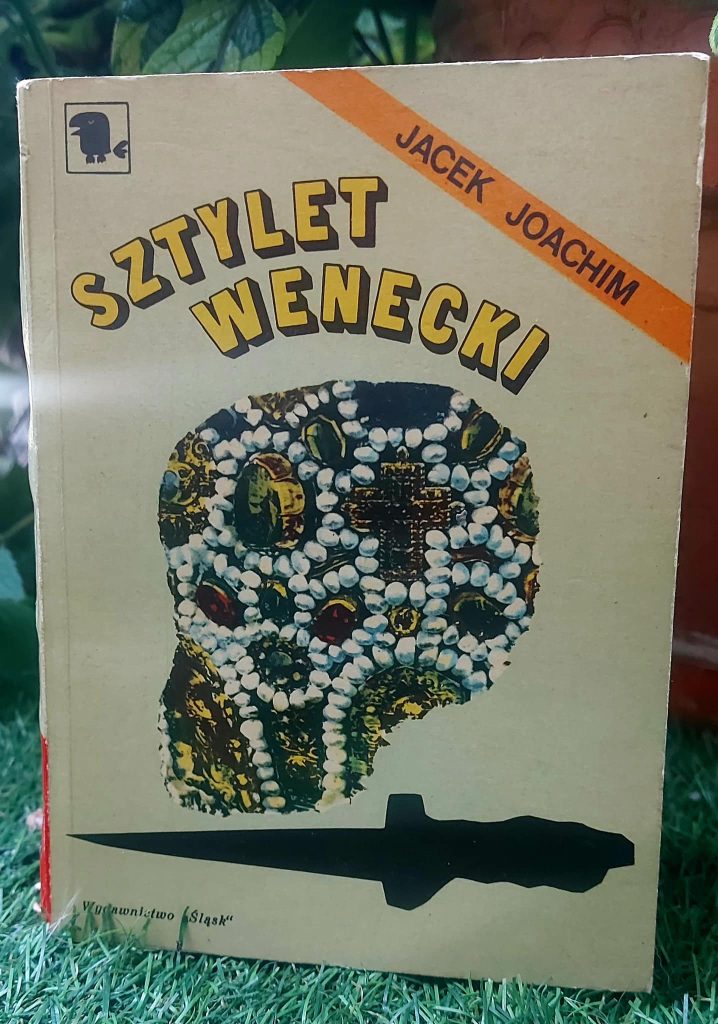 JACEK JOACHIM
SZTYLET
WENECKI
Wydawnictwo „Śląsk“